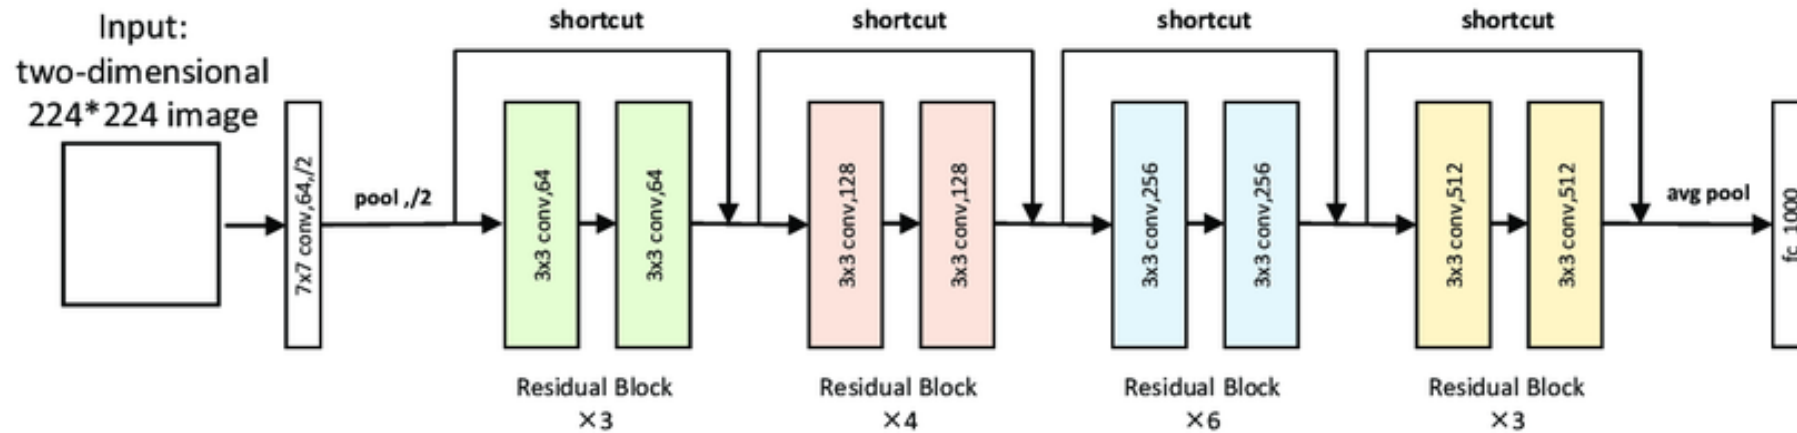 Input:
two-dimensional
224*224 image
7x7 conv,64,/2
pool ,/2
shortcut
3x3 conv,64
3x3 conv,64
Residual Block
×3
shortcut
3x3 conv,128
3x3 conv,128
Residual Block
×4
shortcut
3x3 conv,256
3x3 conv,256
Residual Block
×6
shortcut
3x3 conv,512
3x3 conv,512
Residual Block
×3
avg pool
fc 1000